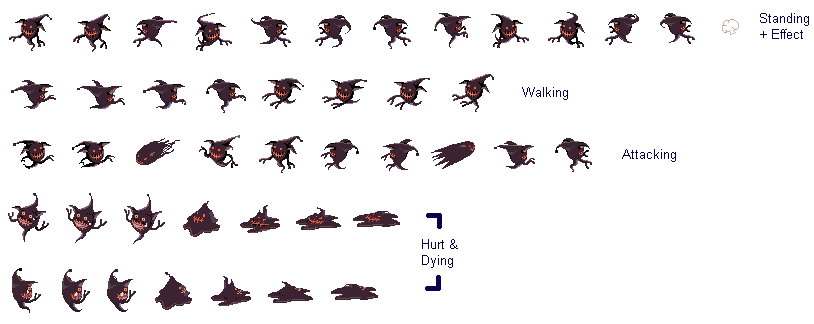 Standing
+ Effect
Walking
Attacking
Hurt &
Dying